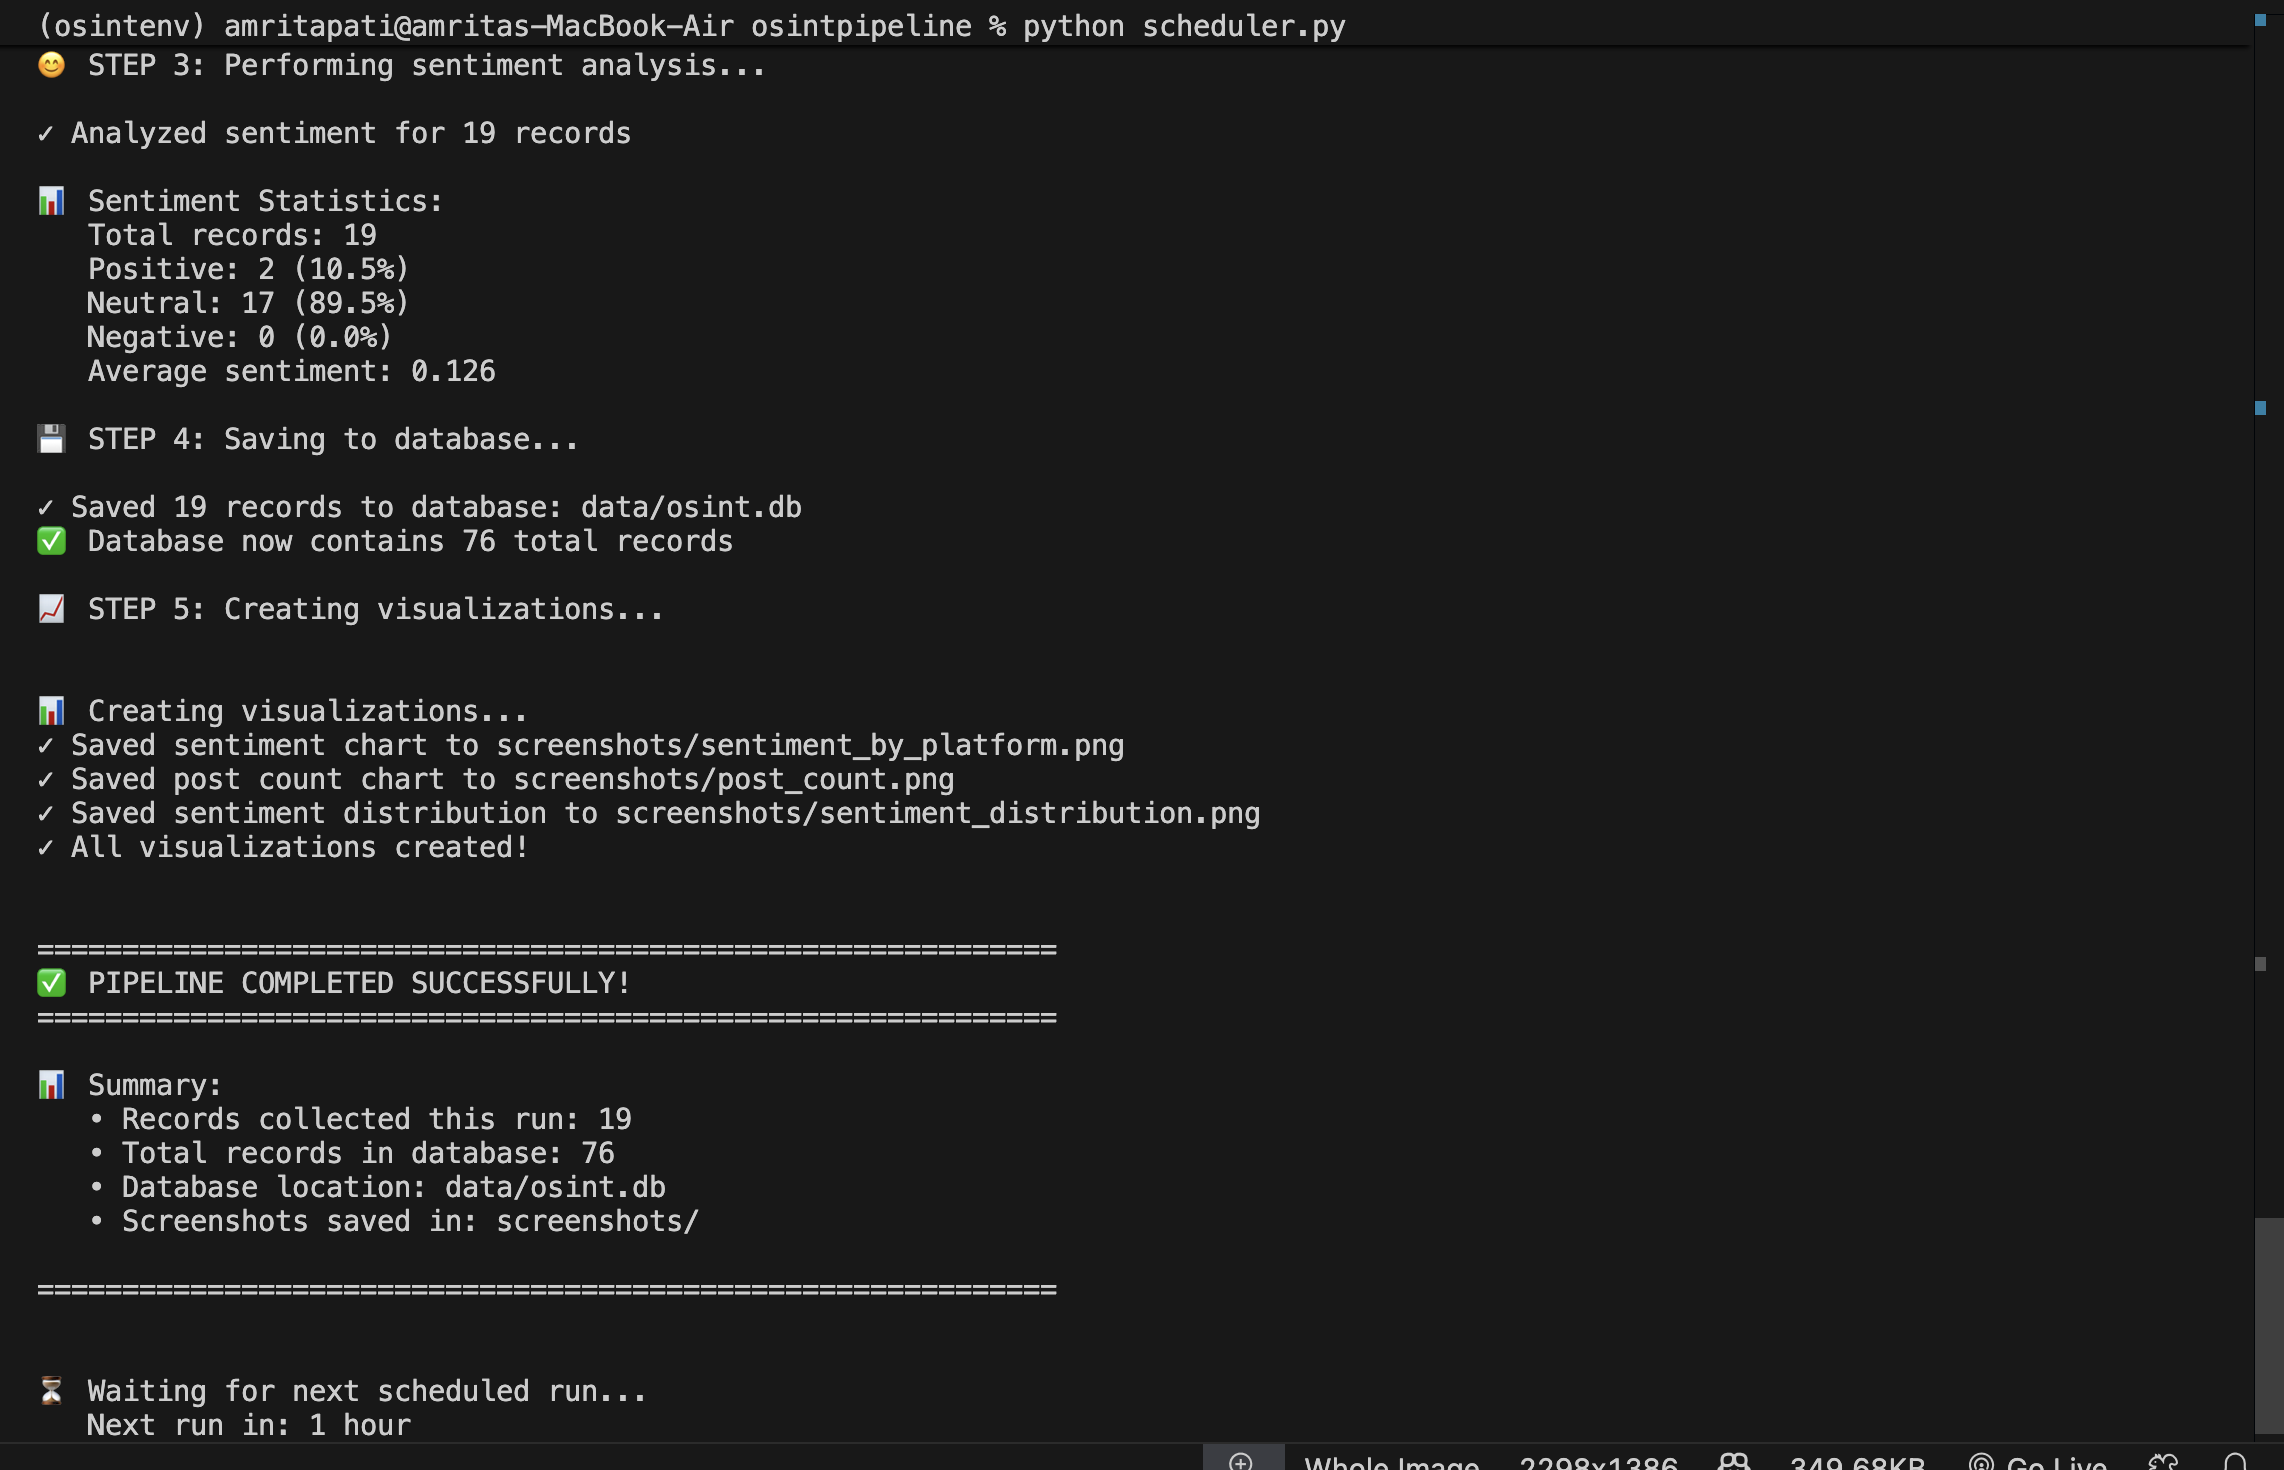 (osintenv) amritapati@amritas-MacBook-Air osintpipeline % python scheduler.py
😊 STEP 3: Performing sentiment analysis...
✓ Analyzed sentiment for 19 records
📊 Sentiment Statistics:
Total records: 19
Positive: 2 (10.5%)
Neutral: 17 (89.5%)
Negative: 0 (0.0%)
Average sentiment: 0.126
💾 STEP 4: Saving to database...
✓ Saved 19 records to database: data/osint.db
✅ Database now contains 76 total records
📈 STEP 5: Creating visualizations...
📊 Creating visualizations...
✓ Saved sentiment chart to screenshots/sentiment_by_platform.png
✓ Saved post count chart to screenshots/post_count.png
✓ Saved sentiment distribution to screenshots/sentiment_distribution.png
✓ All visualizations created!
============================================================
✅ PIPELINE COMPLETED SUCCESSFULLY!
============================================================
📊 Summary:
• Records collected this run: 19
• Total records in database: 76
• Database location: data/osint.db
• Screenshots saved in: screenshots/
============================================================
⏳ Waiting for next scheduled run...
Next run in: 1 hour
Whole Image 2298x1386 349.68KB Go Live